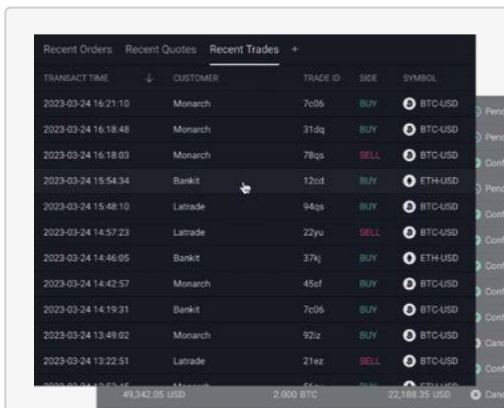 Recent Orders Recent Quotes Recent Trades +
TRANSACT TIME ↓ CUSTOMER TRADE ID SIDE SYMBOL
2023-03-24 16:21:10 Monarch 7c06 BUY BTC-USD
2023-03-24 16:18:48 Monarch 31dq BUY BTC-USD
2023-03-24 16:18:03 Monarch 78qs SELL BTC-USD
2023-03-24 15:54:34 Bankit 12cd BUY ETH-USD
2023-03-24 15:48:10 Latrade 94qs BUY BTC-USD
2023-03-24 14:57:23 Latrade 22yu SELL BTC-USD
2023-03-24 14:46:05 Bankit 37kj BUY ETH-USD
2023-03-24 14:42:57 Monarch 45sf BUY BTC-USD
2023-03-24 14:19:31 Bankit 7c06 BUY BTC-USD
2023-03-24 13:49:02 Monarch 92iz BUY BTC-USD
2023-03-24 13:22:51 Latrade 21ez SELL BTC-USD
49,342.05 USD 2.000 BTC 22,188.35 USD